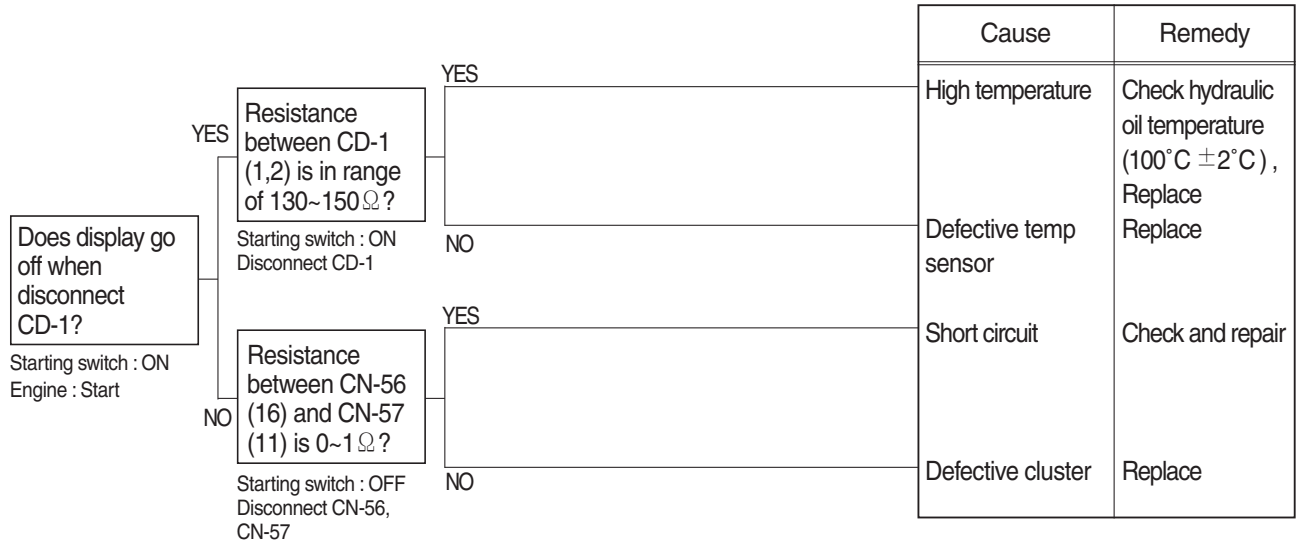 Does display go
off when
disconnect
CD-1?
Starting switch : ON
Engine : Start
YES
Resistance
between CD-1
(1,2) is in range
of 130~150Ω?
Starting switch : ON
Disconnect CD-1
NO
Resistance
between CN-56
(16) and CN-57
(11) is 0~1Ω?
Starting switch : OFF
Disconnect CN-56,
CN-57
YES
NO
YES
NO
Cause Remedy
High temperature Check hydraulic
oil temperature
(100°C ±2°C) ,
Replace
Defective temp Replace
sensor
Short circuit Check and repair
Defective cluster Replace